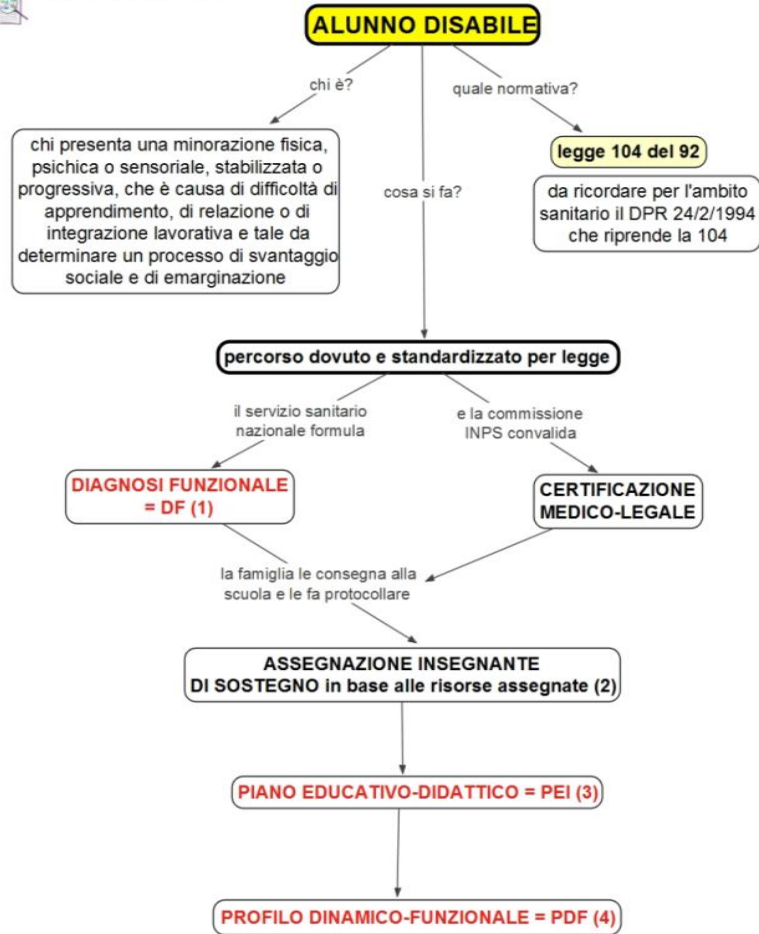 ALUNNO DISABILE
chi è?
quale normativa?
chi presenta una minorazione fisica,
psichica o sensoriale, stabilizzata o
progressiva, che è causa di difficoltà di
apprendimento, di relazione o di
integrazione lavorativa e tale da
determinare un processo di svantaggio
sociale e di emarginazione
cosa si fa?
legge 104 del 92
da ricordare per l'ambito
sanitario il DPR 24/2/1994
che riprende la 104
percorso dovuto e standardizzato per legge
il servizio sanitario
nazionale formula
e la commissione
INPS convalida
DIAGNOSI FUNZIONALE
= DF (1)
CERTIFICAZIONE
MEDICO-LEGALE
la famiglia le consegna alla
scuola e le fa protocollare
ASSEGNAZIONE INSEGNANTE
DI SOSTEGNO in base alle risorse assegnate (2)
PIANO EDUCATIVO-DIDATTICO = PEI (3)
PROFILO DINAMICO-FUNZIONALE = PDF (4)